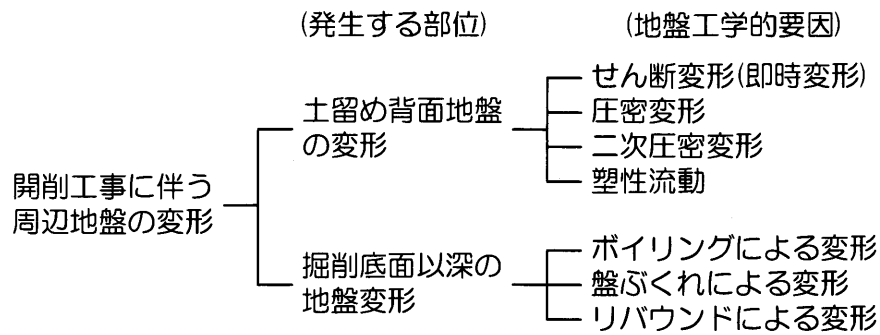 (発生する部位)
(地盤工学的要因)
開削工事に伴う
周辺地盤の変形
土留め背面地盤
の変形
せん断変形(即時変形)
圧密変形
二次圧密変形
塑性流動
掘削底面以深の
地盤変形
ボイリングによる変形
盤ぶくれによる変形
リバウンドによる変形